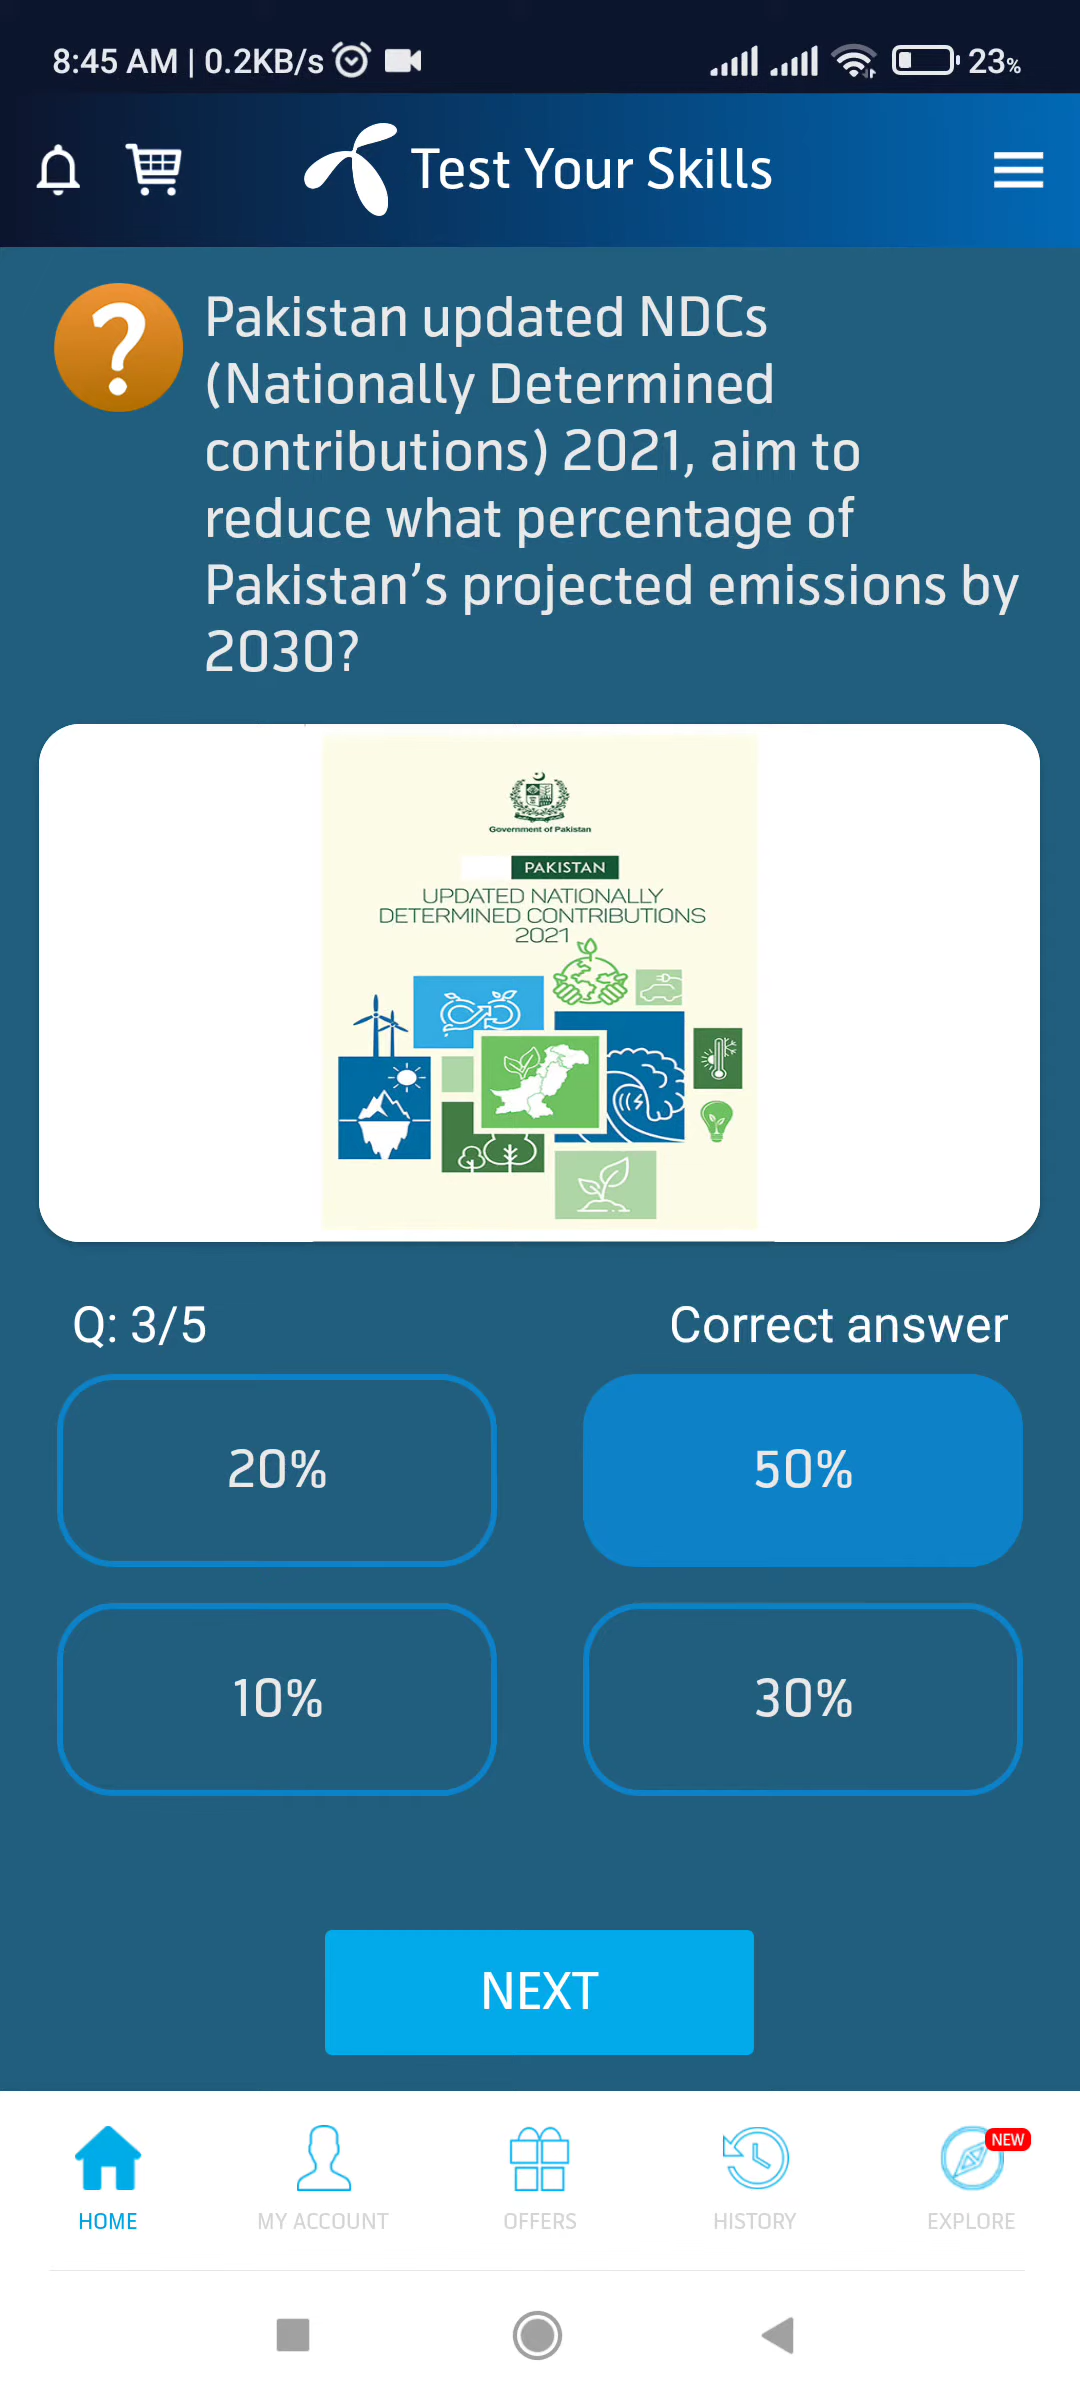 8:45 AM | 0.2KB/s
23%
Test Your Skills
?
Pakistan updated NDCs
(Nationally Determined
contributions) 2021, aim to
reduce what percentage of
Pakistan’s projected emissions by
2030?
Government of Pakistan
PAKISTAN
UPDATED NATIONALLY
DETERMINED CONTRIBUTIONS
2021
Q: 3/5
Correct answer
20%
50%
10%
30%
NEXT
NEW
HOME
MY ACCOUNT
OFFERS
HISTORY
EXPLORE